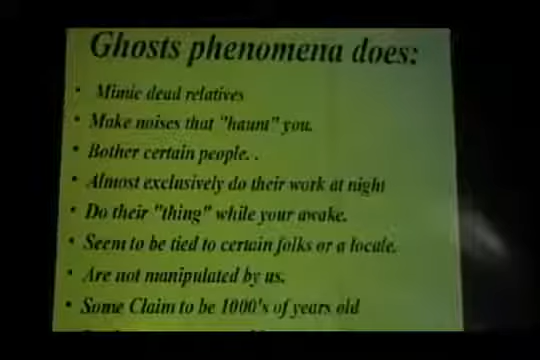 Ghosts phenomena does:
• Mimic dead relatives
• Make noises that "haunt" you.
• Bother certain people. .
• Almost exclusively do their work at night
• Do their "thing" while your awake.
• Seem to be tied to certain folks or a locale.
• Are not manipulated by us.
• Some Claim to be 1000's of years old